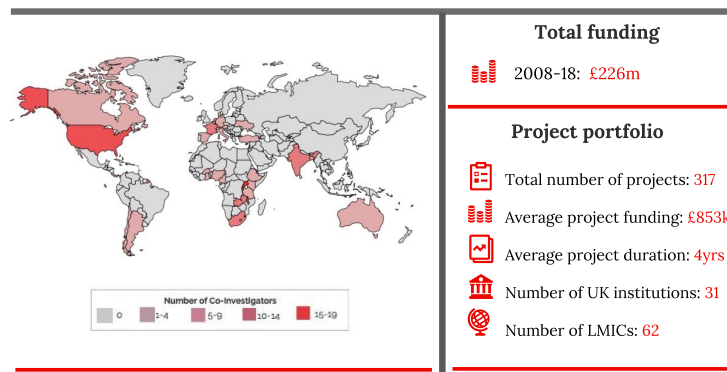 Number of Co-Investigators
0
1-4
5-9
10-14
15-19
Total funding
2008-18: £226m
Project portfolio
Total number of projects: 317
Average project funding: £853k
Average project duration: 4yrs
Number of UK institutions: 31
Number of LMICs: 62